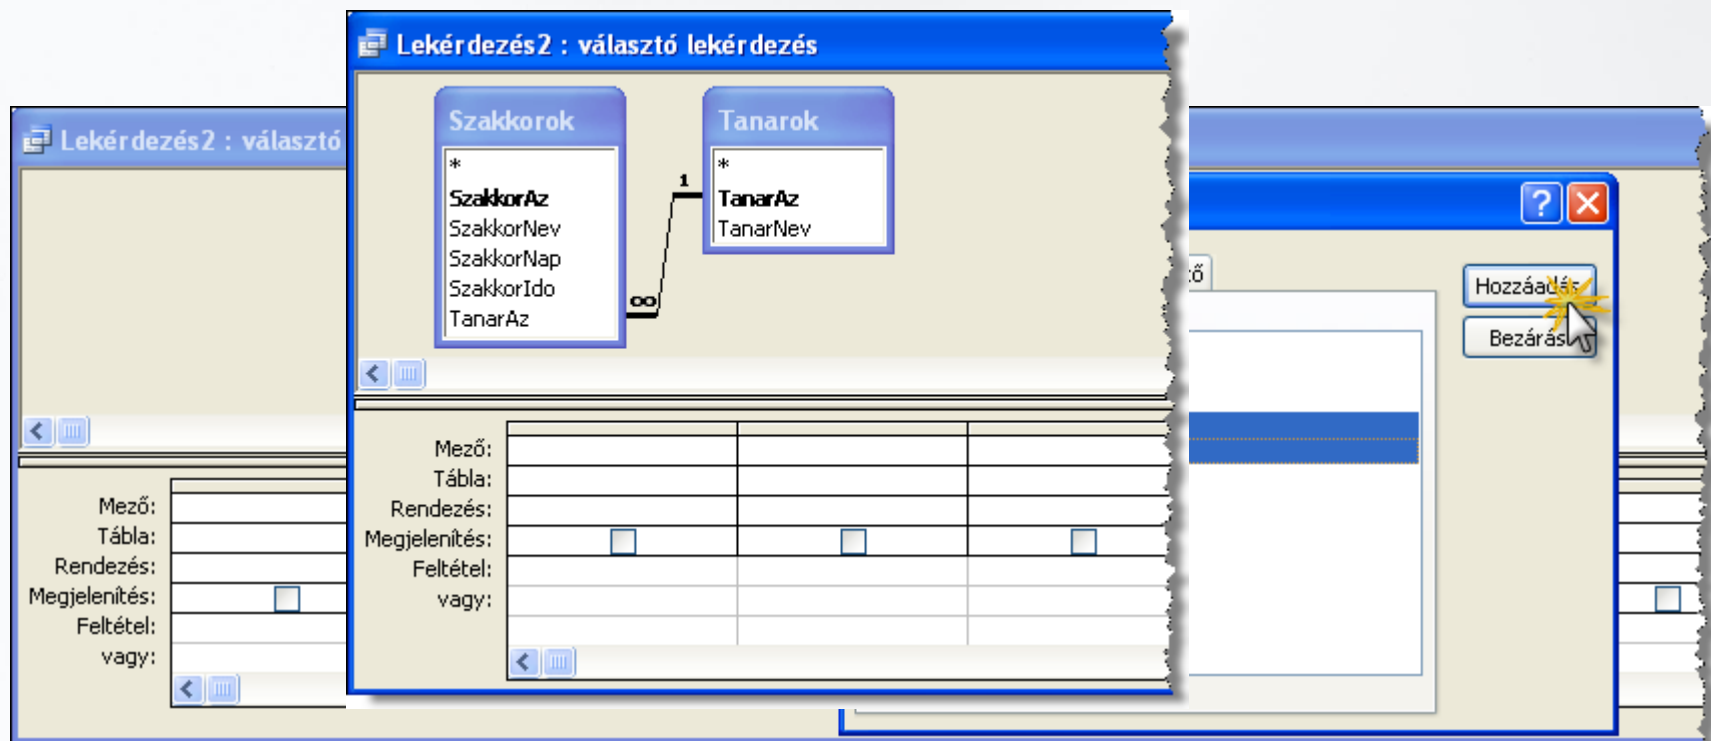 Lekérdezés2 : választó lekérdezés
Szakkorok
*
SzakkorAz
SzakkorNev
SzakkorNap
SzakkorIdo
TanarAz
∞
1
Tanarok
*
TanarAz
TanarNev
Mező:
Tábla:
Rendezés:
Megjelenítés:
Feltétel:
vagy:
Lekérdezés2 : választó
Mező:
Tábla:
Rendezés:
Megjelenítés:
Feltétel:
vagy:
?
ő
Hozzáadás
Bezárás